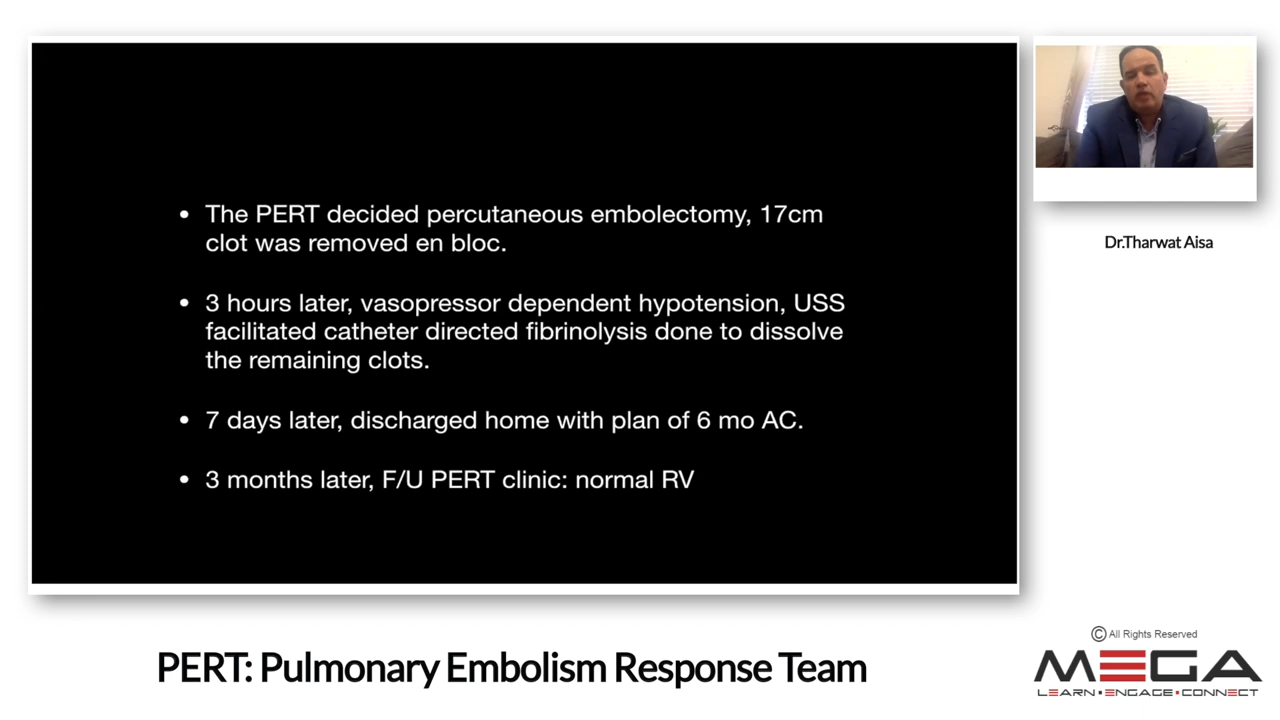 • The PERT decided percutaneous embolectomy, 17cm
clot was removed en bloc.
• 3 hours later, vasopressor dependent hypotension, USS
facilitated catheter directed fibrinolysis done to dissolve
the remaining clots.
• 7 days later, discharged home with plan of 6 mo AC.
• 3 months later, F/U PERT clinic: normal RV
Dr.Tharwat Aisa
PERT: Pulmonary Embolism Response Team
© All Rights Reserved
MEGA
LEARN • ENGAGE • CONNECT